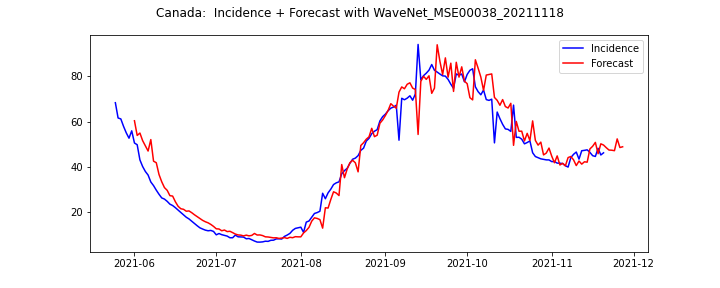 Canada:  Incidence + Forecast with WaveNet_MSE00038_20211118
Incidence
Forecast
80
60
40
20
2021-06 2021-07 2021-08 2021-09 2021-10 2021-11 2021-12